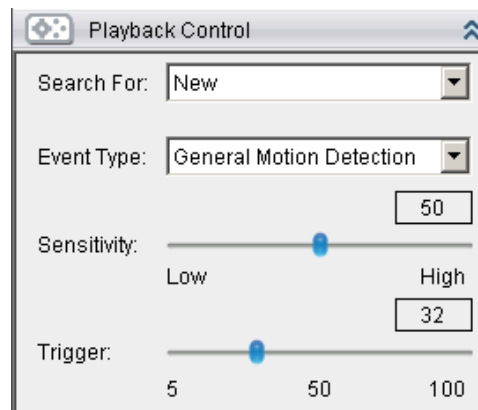 Playback Control
Search For: New
Event Type: General Motion Detection
50
Sensitivity:
Low High
32
Trigger:
5 50 100